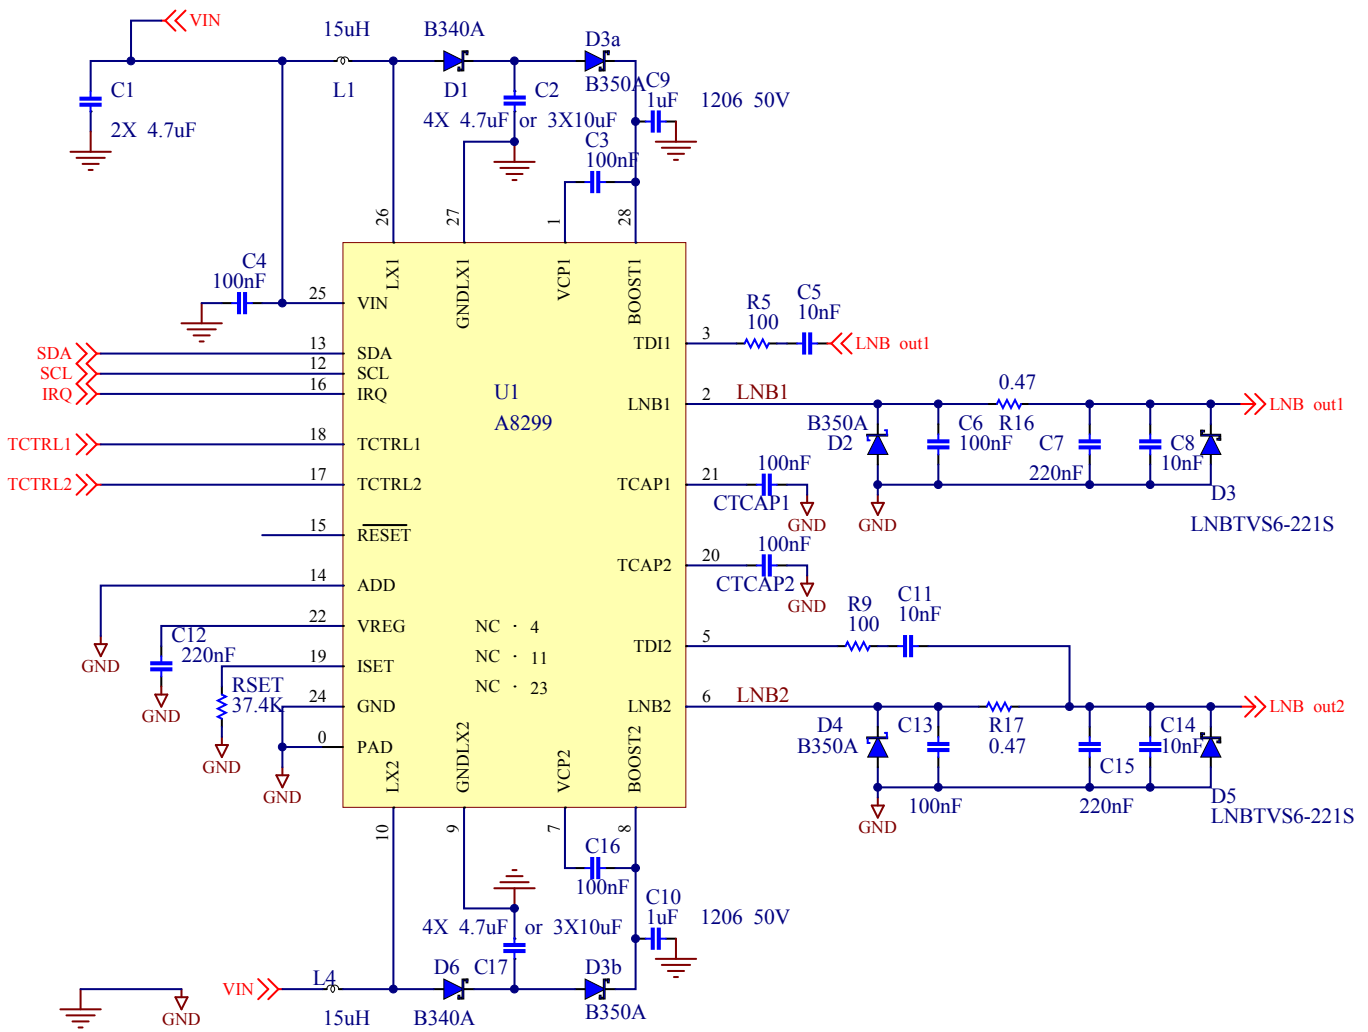 VIN
15uH
B340A
D3a
C1
L1
D1
C2
B350A
C9
1uF 1206 50V
2X 4.7uF
4X 4.7uF or 3X10uF
C3
100nF
26
27
1
28
LX1
GNDLX1
VCP1
BOOST1
C4
100nF
25
VIN
SDA
13
SDA
SCL
12
SCL
IRQ
16
IRQ
TCTRL1
18
TCTRL1
TCTRL2
17
TCTRL2
15
RESET
14
ADD
GND
22
VREG
C12
220nF
GND
19
ISET
RSET
37.4K
GND
24
GND
0
PAD
GND
U1
A8299
NC · 4
NC · 11
NC · 23
TDI1
3
R5
100
C5
10nF
LNB out1
LNB1
2
LNB1
0.47
R16
LNB out1
B350A
D2
C6
100nF
C7
220nF
C8
10nF
D3
LNBTVS6-221S
GND
TCAP1
21
100nF
CTCAP1
GND
TCAP2
20
100nF
CTCAP2
GND
TDI2
5
R9
100
C11
10nF
LNB2
6
LNB2
R17
0.47
LNB out2
D4
B350A
C13
100nF
C15
220nF
C14
10nF
D5
LNBTVS6-221S
GND
LX2
GNDLX2
VCP2
BOOST2
10
9
7
8
C16
100nF
C10
1uF 1206 50V
4X 4.7uF or 3X10uF
VIN
L4
15uH
D6
B340A
C17
D3b
B350A
GND